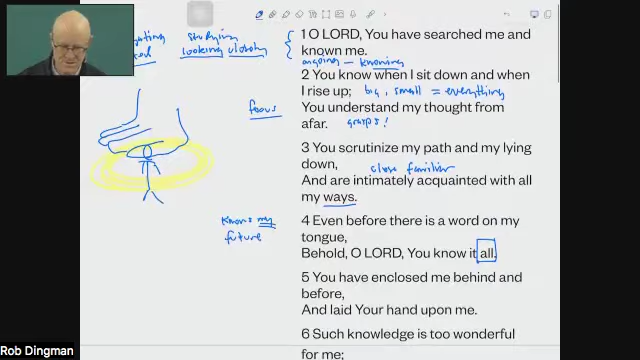 studying
looking closely
1 O LORD, You have searched me and
known me.
ongoing - knowing
2 You know when I sit down and when
I rise up; big, small = everything
focus
You understand my thought from
afar. grasps!
3 You scrutinize my path and my lying
down,
close familiar
And are intimately acquainted with all
my ways.
knows my
future
4 Even before there is a word on my
tongue,
Behold, O LORD, You know it all.
5 You have enclosed me behind and
before,
And laid Your hand upon me.
6 Such knowledge is too wonderful
for me;
Rob Dingman